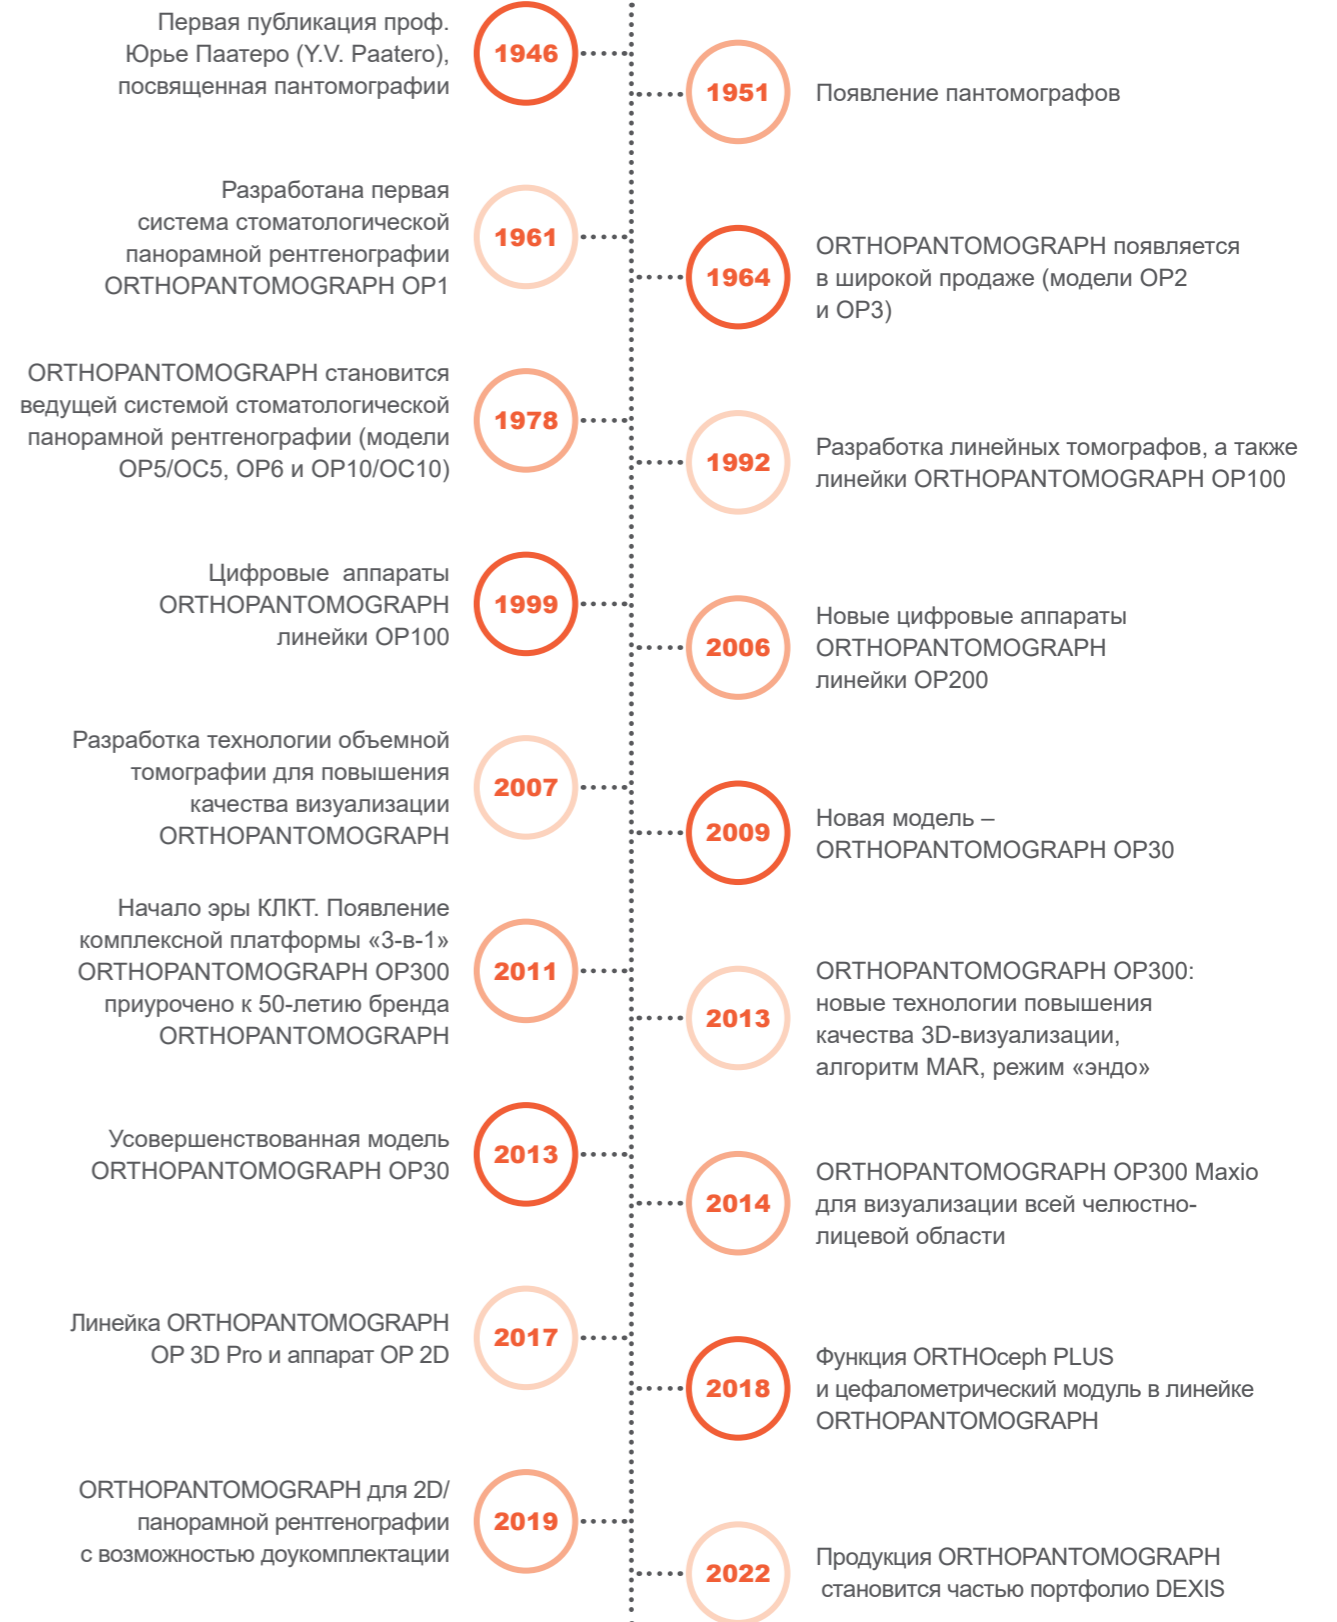 Первая публикация проф.
Юрье Паатеро (Y.V. Paatero),
посвященная пантомографии
1946
1951
Появление пантомографов
Разработана первая
система стоматологической
панорамной рентгенографии
ORTHOPANTOMOGRAPH OP1
1961
1964
ORTHOPANTOMOGRAPH появляется
в широкой продаже (модели OP2
и OP3)
ORTHOPANTOMOGRAPH становится
ведущей системой стоматологической
панорамной рентгенографии (модели
OP5/OC5, OP6 и OP10/OC10)
1978
1992
Разработка линейных томографов, а также
линейки ORTHOPANTOMOGRAPH OP100
Цифровые аппараты
ORTHOPANTOMOGRAPH
линейки OP100
1999
2006
Новые цифровые аппараты
ORTHOPANTOMOGRAPH
линейки OP200
Разработка технологии объемной
томографии для повышения
качества визуализации
ORTHOPANTOMOGRAPH
2007
2009
Новая модель –
ORTHOPANTOMOGRAPH OP30
Начало эры КЛКТ. Появление
комплексной платформы «3-в-1»
ORTHOPANTOMOGRAPH OP300
приурочено к 50-летию бренда
ORTHOPANTOMOGRAPH
2011
2013
ORTHOPANTOMOGRAPH OP300:
новые технологии повышения
качества 3D-визуализации,
алгоритм MAR, режим «эндо»
Усовершенствованная модель
ORTHOPANTOMOGRAPH OP30
2013
2014
ORTHOPANTOMOGRAPH OP300 Maxio
для визуализации всей челюстно-
лицевой области
Линейка ORTHOPANTOMOGRAPH
OP 3D Pro и аппарат OP 2D
2017
2018
Функция ORTHOceph PLUS
и цефалометрический модуль в линейке
ORTHOPANTOMOGRAPH
ORTHOPANTOMOGRAPH для 2D/
панорамной рентгенографии
с возможностью доукомплектации
2019
2022
Продукция ORTHOPANTOMOGRAPH
становится частью портфолио DEXIS